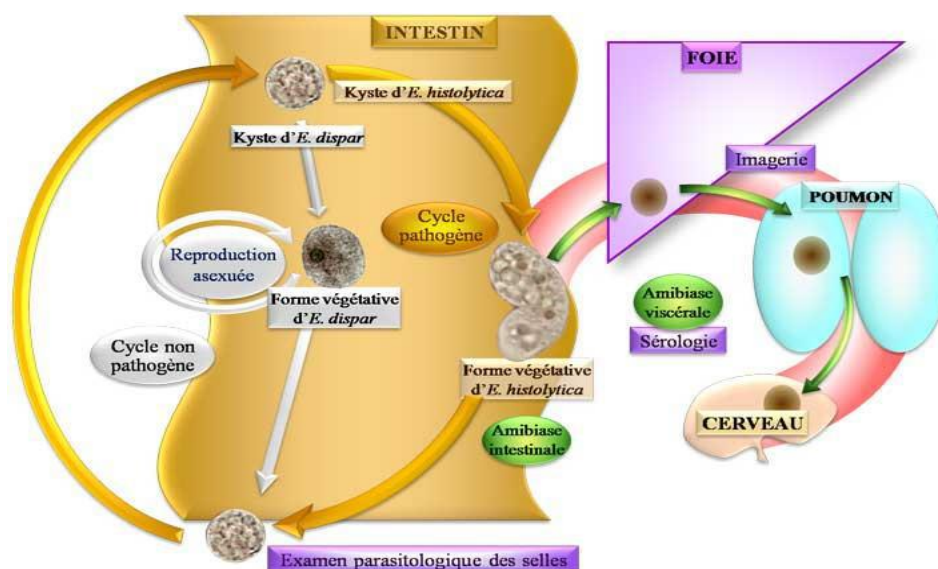 INTESTIN
Kyste d'E. histolytica
Kyste d'E. dispar
Cycle
pathogène
Reproduction
asexuée
Forme végétative
d'E. dispar
Cycle non
pathogène
Forme végétative
d'E. histolytica
Amibiase
intestinale
Examen parasitologique des selles
FOIE
Imagerie
POUMON
Amibiase
viscérale
Sérologie
CERVEAU